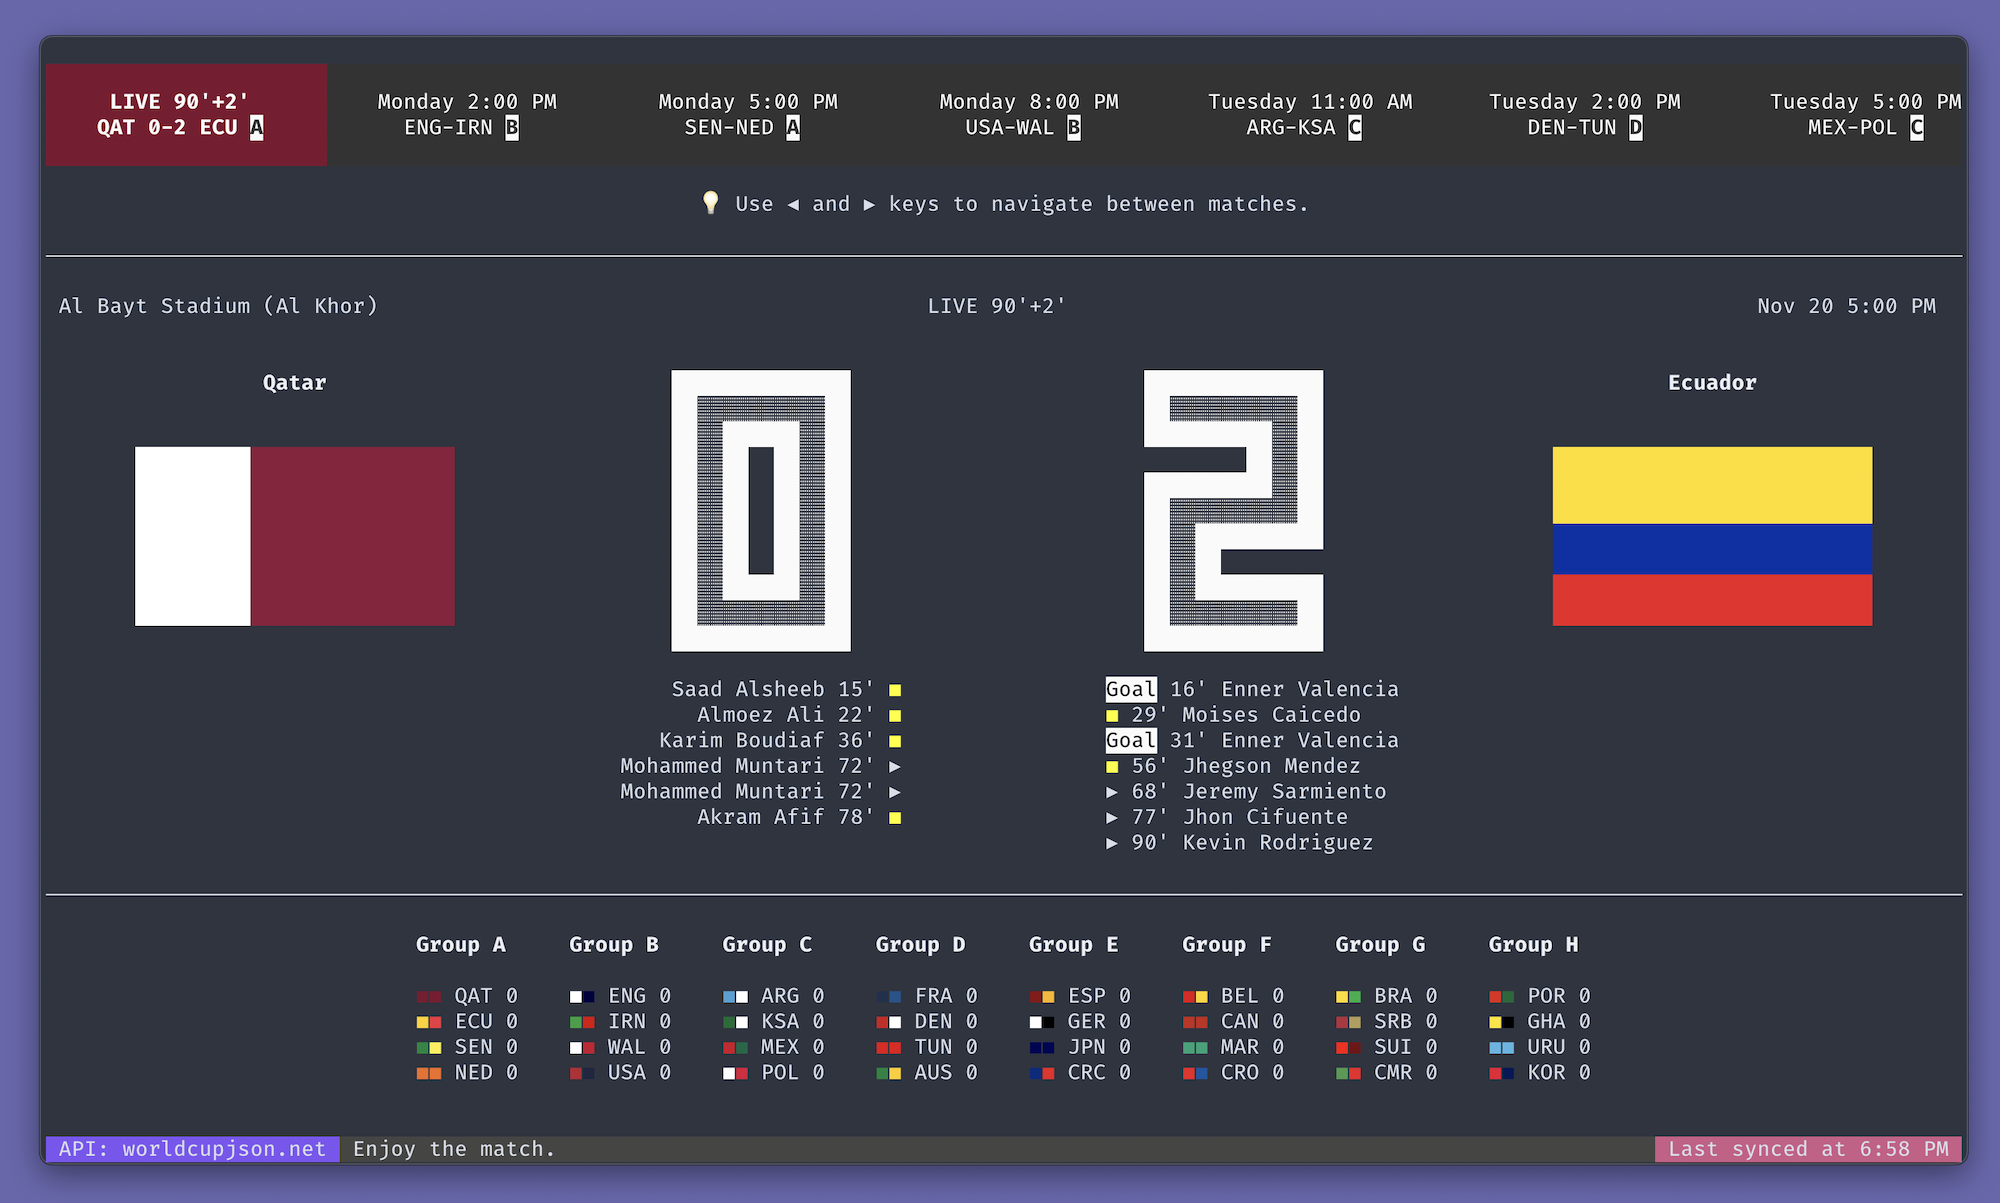 LIVE 90'+2' Monday 2:00 PM Monday 5:00 PM Monday 8:00 PM Tuesday 11:00 AM Tuesday 2:00 PM Tuesday 5:00 PM
QAT 0-2 ECU A ENG-IRN B SEN-NED A USA-WAL B ARG-KSA C DEN-TUN D MEX-POL C
💡 Use ◀ and ▶ keys to navigate between matches.
Al Bayt Stadium (Al Khor) LIVE 90'+2' Nov 20 5:00 PM
Qatar 0 2 Ecuador
Saad Alsheeb 15' ■ Goal 16' Enner Valencia
Almoez Ali 22' ■ ■ 29' Moises Caicedo
Karim Boudiaf 36' ■ Goal 31' Enner Valencia
Mohammed Muntari 72' ▶ ■ 56' Jhegson Mendez
Mohammed Muntari 72' ▶ ▶ 68' Jeremy Sarmiento
Akram Afif 78' ■ ▶ 77' Jhon Cifuente
▶ 90' Kevin Rodriguez
Group A Group B Group C Group D Group E Group F Group G Group H
QAT 0 ENG 0 ARG 0 FRA 0 ESP 0 BEL 0 BRA 0 POR 0
ECU 0 IRN 0 KSA 0 DEN 0 GER 0 CAN 0 SRB 0 GHA 0
SEN 0 WAL 0 MEX 0 TUN 0 JPN 0 MAR 0 SUI 0 URU 0
NED 0 USA 0 POL 0 AUS 0 CRC 0 CRO 0 CMR 0 KOR 0
API: worldcupjson.net Enjoy the match. Last synced at 6:58 PM